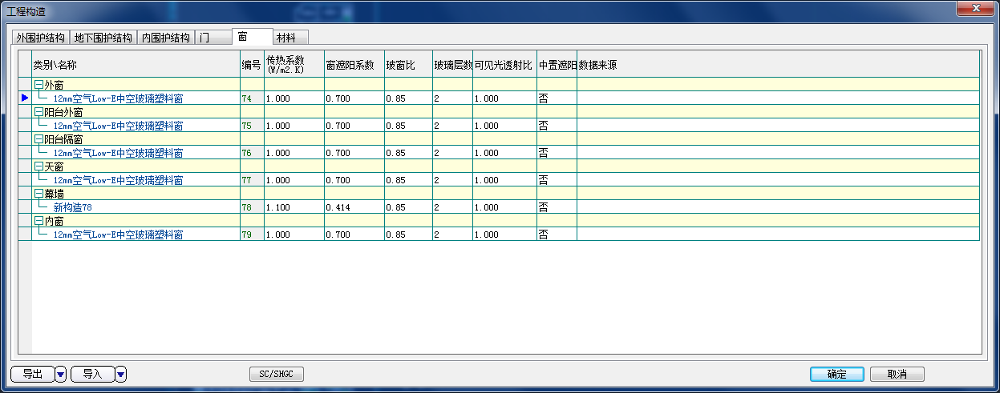 工程构造
外围护结构 地下围护结构 内围护结构 门 窗 材料
类别\名称 编号 传热系数 (W/m2.K) 窗遮阳系数 玻窗比 玻璃层数 可见光透射比 中置遮阳 数据来源
外窗
12mm空气Low-E中空玻璃塑料窗 74 1.000 0.700 0.85 2 1.000 否
阳台外窗
12mm空气Low-E中空玻璃塑料窗 75 1.000 0.700 0.85 2 1.000 否
阳台隔窗
12mm空气Low-E中空玻璃塑料窗 76 1.000 0.700 0.85 2 1.000 否
天窗
12mm空气Low-E中空玻璃塑料窗 77 1.000 0.700 0.85 2 1.000 否
幕墙
新构造78 78 1.100 0.414 0.85 2 1.000 否
内窗
12mm空气Low-E中空玻璃塑料窗 79 1.000 0.700 0.85 2 1.000 否
导出 导入 SC/SHGC 确定 取消